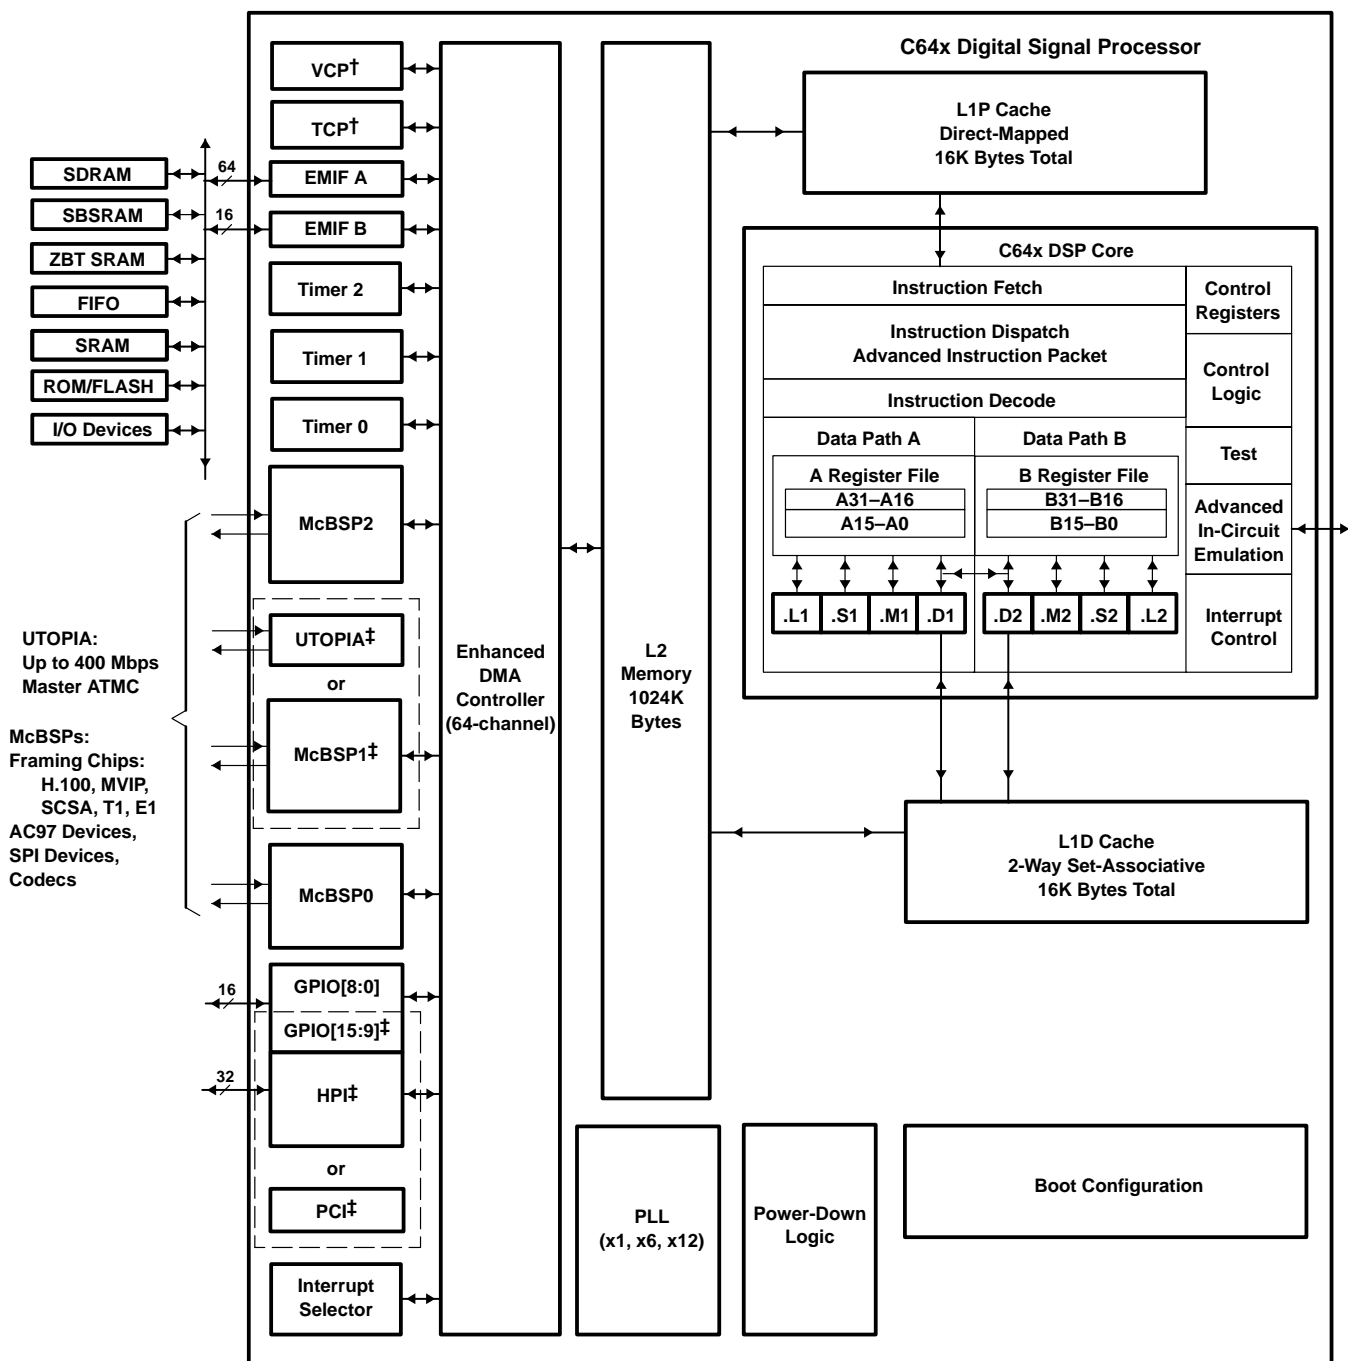 C64x Digital Signal Processor
VCP†
TCP†
EMIF A
EMIF B
Timer 2
Timer 1
Timer 0
64
16
SDRAM
SBSRAM
ZBT SRAM
FIFO
SRAM
ROM/FLASH
I/O Devices
McBSP2
UTOPIA‡
or
McBSP1‡
McBSP0
UTOPIA:
Up to 400 Mbps
Master ATMC
McBSPs:
Framing Chips:
H.100, MVIP,
SCSA, T1, E1
AC97 Devices,
SPI Devices,
Codecs
16
GPIO[8:0]
GPIO[15:9]‡
32
HPI‡
or
PCI‡
Interrupt
Selector
Enhanced
DMA
Controller
(64-channel)
L2
Memory
1024K
Bytes
L1P Cache
Direct-Mapped
16K Bytes Total
C64x DSP Core
Instruction Fetch
Instruction Dispatch
Advanced Instruction Packet
Instruction Decode
Data Path A
Data Path B
A Register File
A31–A16
A15–A0
B Register File
B31–B16
B15–B0
.L1
.S1
.M1
.D1
.D2
.M2
.S2
.L2
Control
Registers
Control
Logic
Test
Advanced
In-Circuit
Emulation
Interrupt
Control
L1D Cache
2-Way Set-Associative
16K Bytes Total
PLL
(x1, x6, x12)
Power-Down
Logic
Boot Configuration